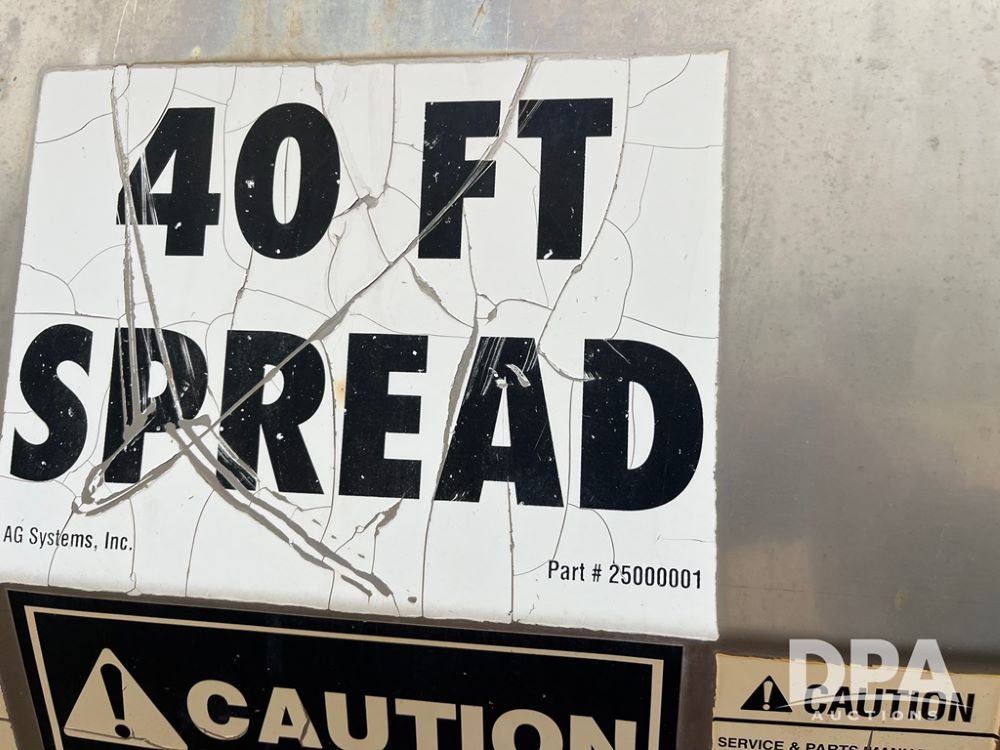 40 FT
SPREAD
AG Systems, Inc.
Part # 25000001
CAUTION
CAUTION
SERVICE & PARTS
DPA
AUCTIONS